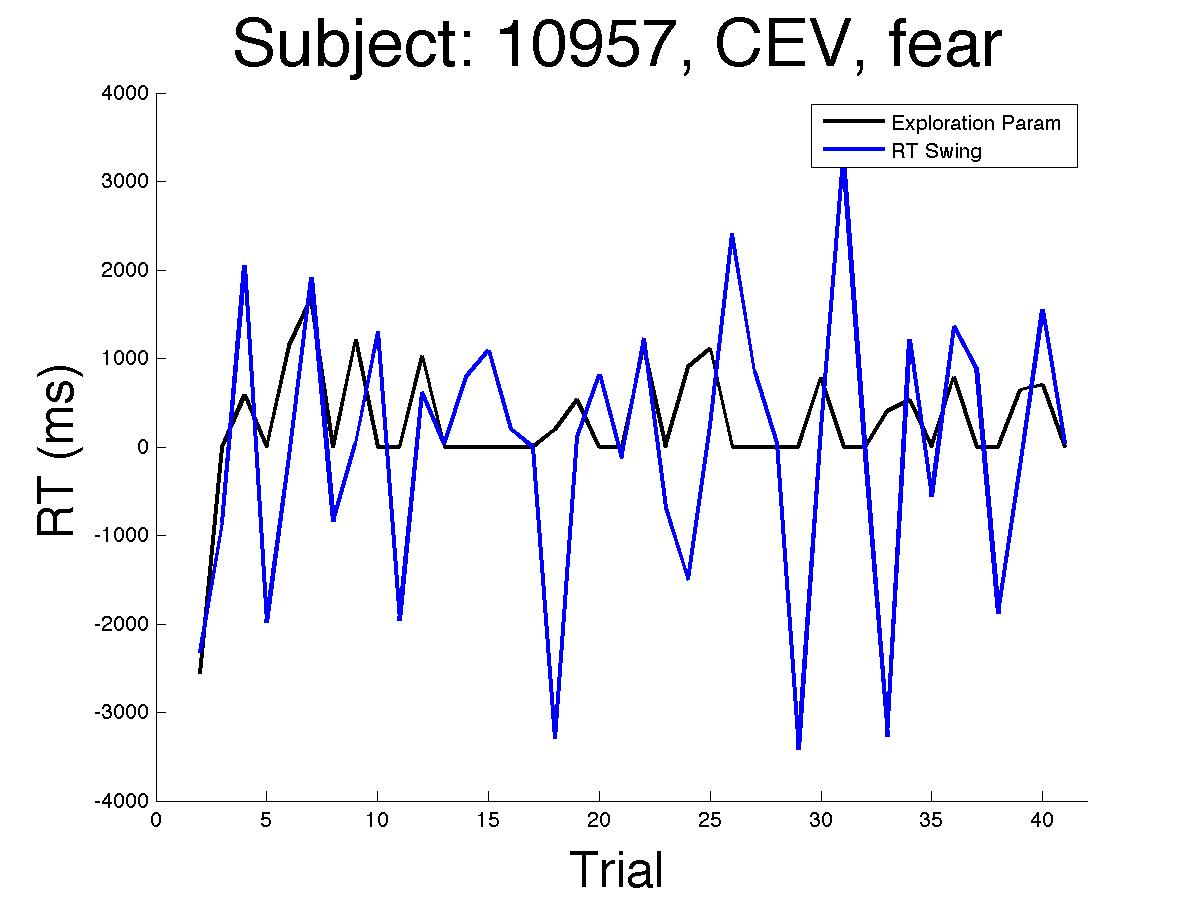 Subject: 10957, CEV, fear
4000
3000
2000
1000
0
-1000
-2000
-3000
-4000
RT (ms)
Exploration Param
RT Swing
0 5 10 15 20 25 30 35 40
Trial